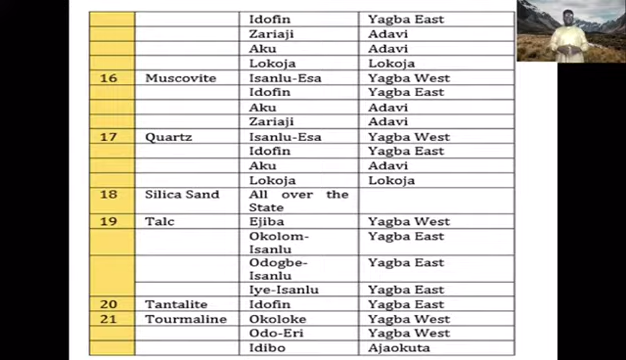 Idofin Yagba East
Zariaji Adavi
Aku Adavi
Lokoja Lokoja
16 Muscovite Isanlu-Esa Yagba West
Idofin Yagba East
Aku Adavi
Zariaji Adavi
17 Quartz Isanlu-Esa Yagba West
Idofin Yagba East
Aku Adavi
Lokoja Lokoja
18 Silica Sand All over the
State
19 Talc Ejiba Yagba West
Okolom- Yagba East
Isanlu
Odogbe- Yagba East
Isanlu
Iye-Isanlu Yagba East
20 Tantalite Idofin Yagba East
21 Tourmaline Okoloke Yagba West
Odo-Eri Yagba West
Idibo Ajaokuta